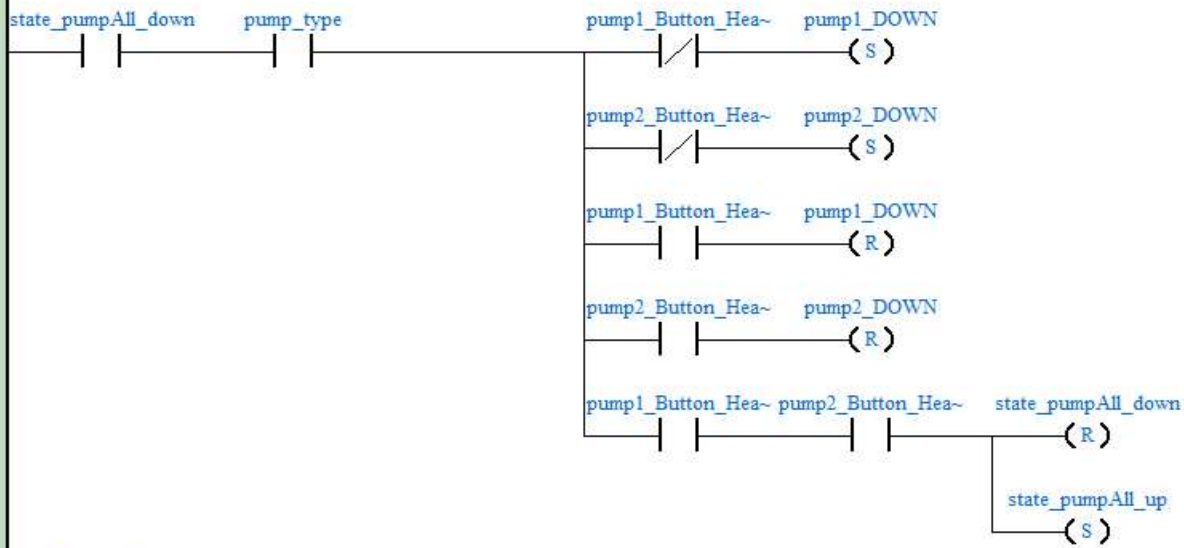 state_pumpAll_down pump_type pump1_Button_Hea~ pump1_DOWN
S
pump2_Button_Hea~ pump2_DOWN
S
pump1_Button_Hea~ pump1_DOWN
R
pump2_Button_Hea~ pump2_DOWN
R
pump1_Button_Hea~ pump2_Button_Hea~ state_pumpAll_down
R
state_pumpAll_up
S